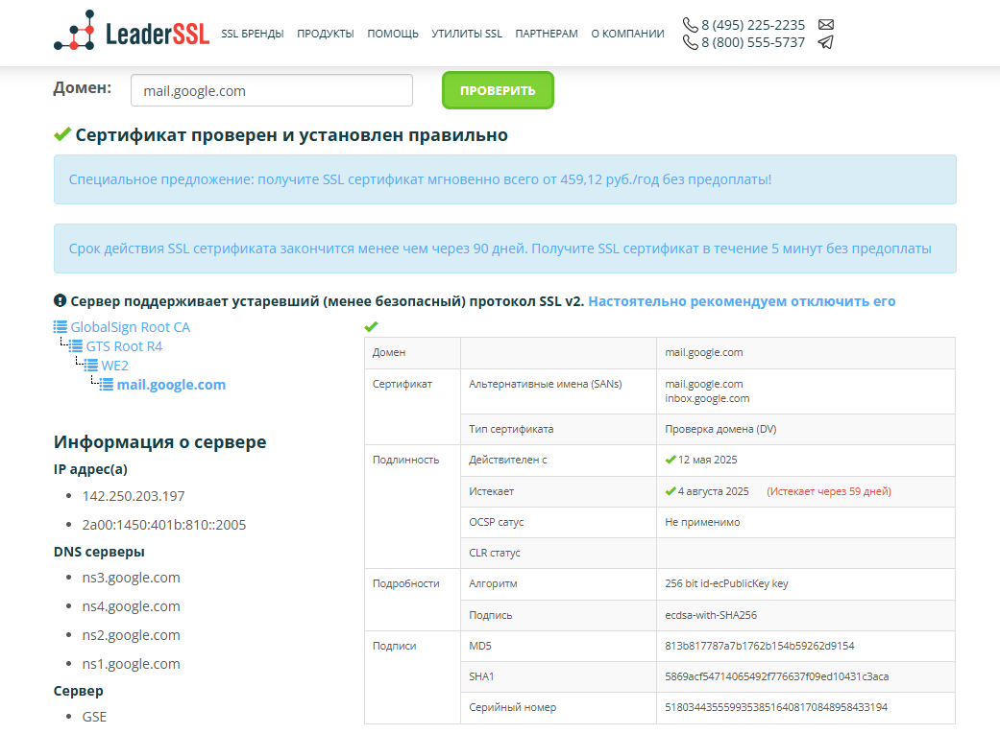 LeaderSSL
SSL БРЕНДЫ ПРОДУКТЫ ПОМОЩЬ УТИЛИТЫ SSL ПАРТНЕРАМ О КОМПАНИИ
8 (495) 225-2235
8 (800) 555-5737
Домен: mail.google.com ПРОВЕРИТЬ
Сертификат проверен и установлен правильно
Специальное предложение: получите SSL сертификат мгновенно всего от 459,12 руб./год без предоплаты!
Срок действия SSL сетрификата закончится менее чем через 90 дней. Получите SSL сертификат в течение 5 минут без предоплаты
Сервер поддерживает устаревший (менее безопасный) протокол SSL v2. Настоятельно рекомендуем отключить его
GlobalSign Root CA
GTS Root R4
WE2
mail.google.com
Информация о сервере
IP адрес(а)
142.250.203.197
2a00:1450:401b:810::2005
DNS серверы
ns3.google.com
ns4.google.com
ns2.google.com
ns1.google.com
Сервер
GSE
Домен mail.google.com
Сертификат Альтернативные имена (SANs) mail.google.com
inbox.google.com
Тип сертификата Проверка домена (DV)
Подлинность Действителен с 12 мая 2025
Истекает 4 августа 2025 (Истекает через 59 дней)
OCSP сатус Не применимо
CLR статус
Подробности Алгоритм 256 bit id-ecPublicKey key
Подпись ecdsa-with-SHA256
Подписи MD5 813b817787a7b1762b154b59262d9154
SHA1 5869acf54714065492f776637f09ed10431c3aca
Серийный номер 51803443555993538516408170848958433194